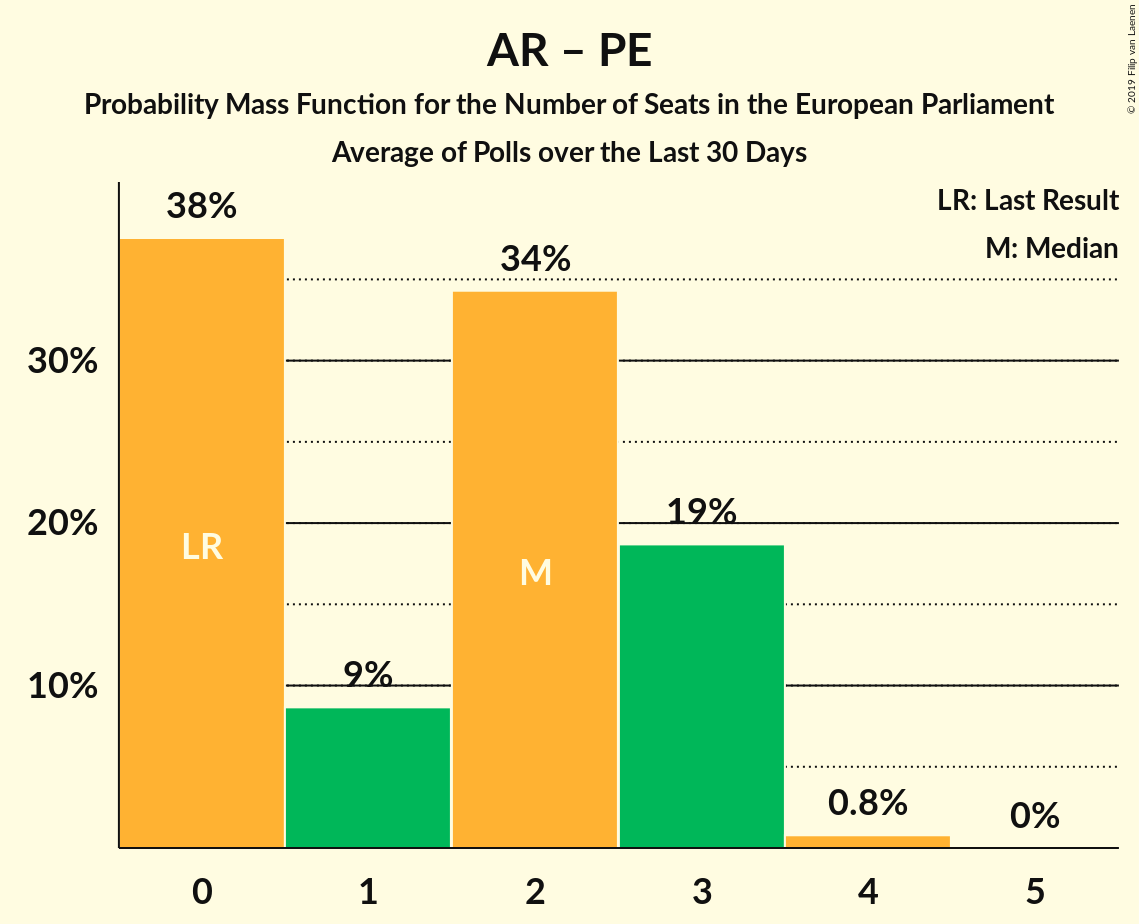 AR – PE
Probability Mass Function for the Number of Seats in the European Parliament
Average of Polls over the Last 30 Days
© 2019 Filip van Laenen
LR: Last Result
M: Median
38%
34%
30%
20%
19%
LR
M
10%
9%
0.8%
0%
0 1 2 3 4 5